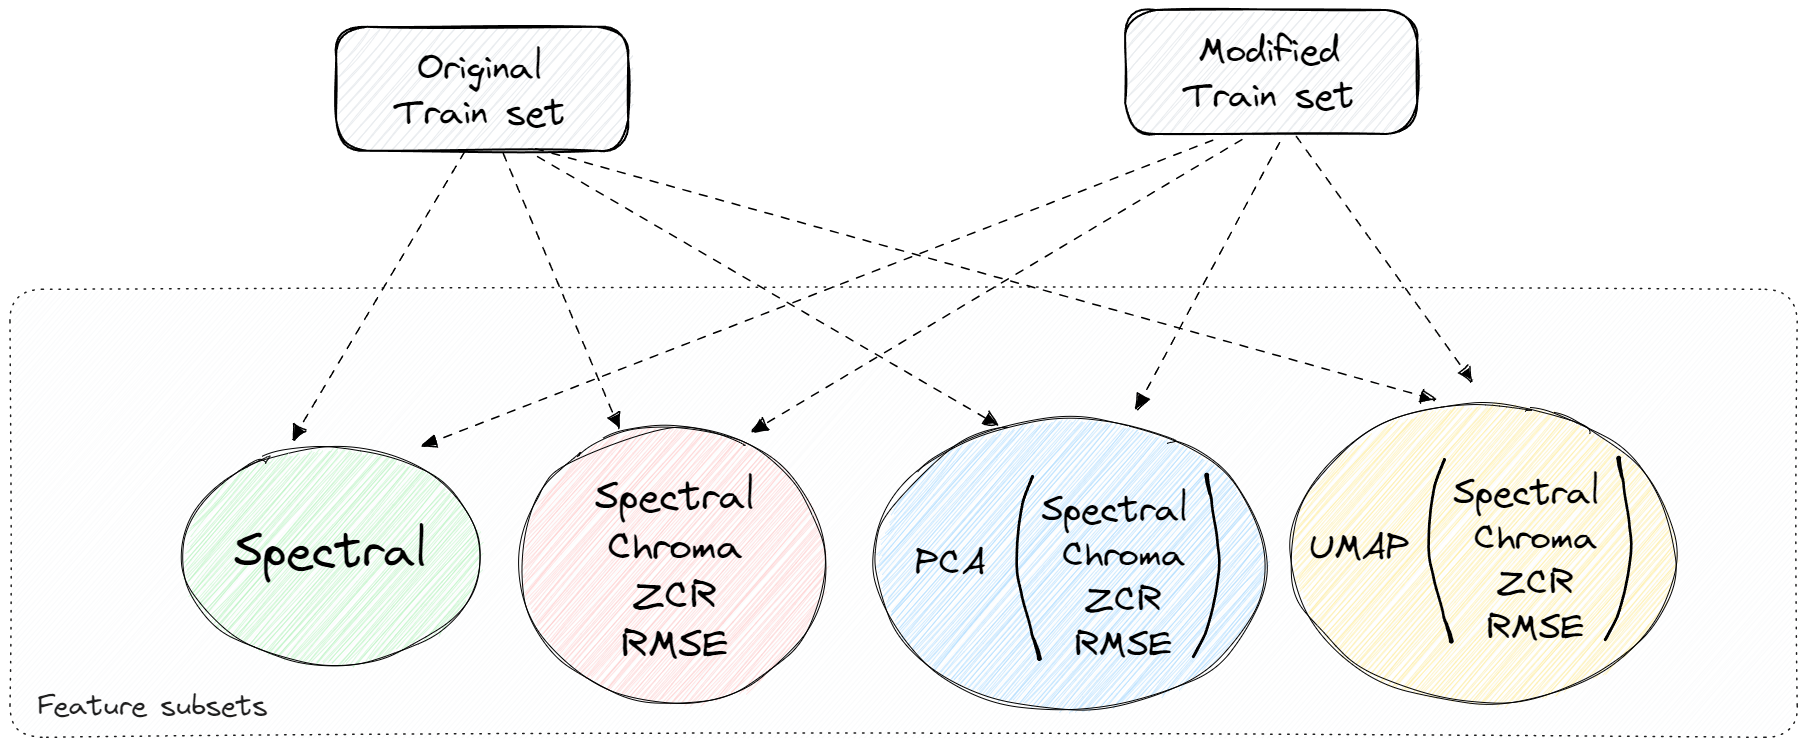 Original
Train set
Modified
Train set
Spectral
Spectral
Chroma
ZCR
RMSE
PCA
Spectral
Chroma
ZCR
RMSE
UMAP
Spectral
Chroma
ZCR
RMSE
Feature subsets